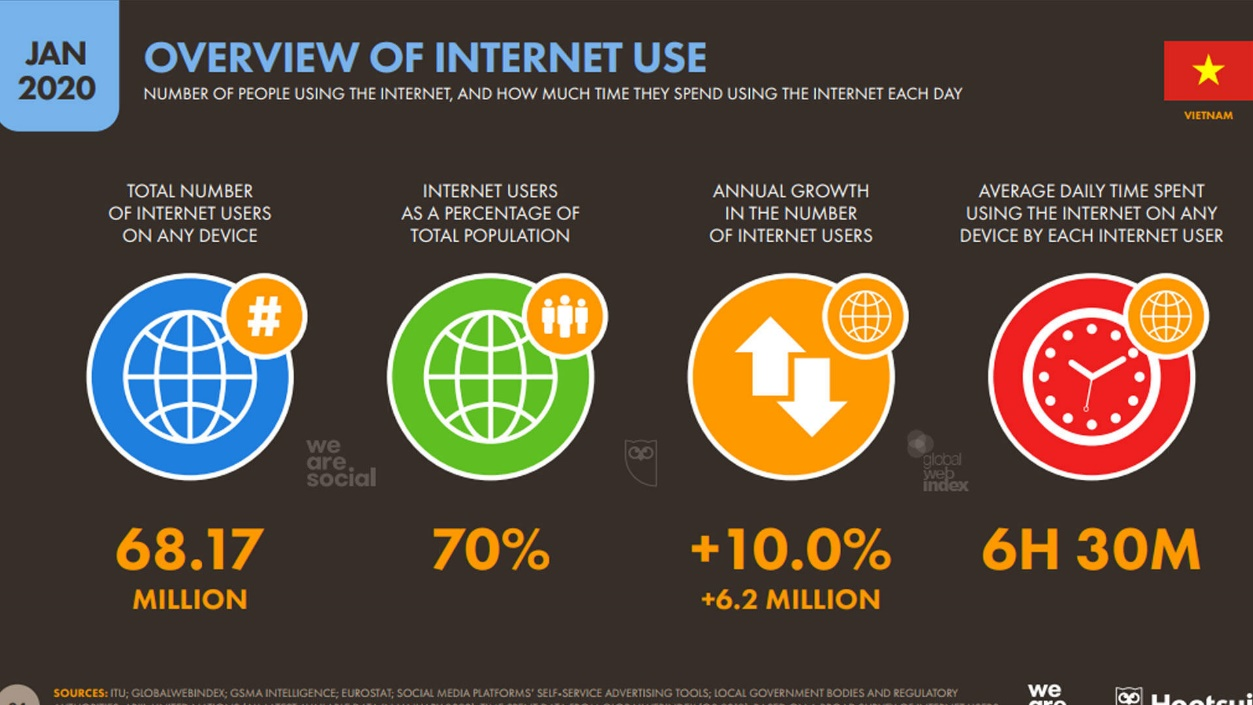 JAN
2020
OVERVIEW OF INTERNET USE
NUMBER OF PEOPLE USING THE INTERNET, AND HOW MUCH TIME THEY SPEND USING THE INTERNET EACH DAY
VIETNAM
TOTAL NUMBER
OF INTERNET USERS
ON ANY DEVICE
#
68.17
MILLION
INTERNET USERS
AS A PERCENTAGE OF
TOTAL POPULATION
70%
ANNUAL GROWTH
IN THE NUMBER
OF INTERNET USERS
+10.0%
+6.2 MILLION
AVERAGE DAILY TIME SPENT
USING THE INTERNET ON ANY
DEVICE BY EACH INTERNET USER
6H 30M
we
are
social
global
web
index
SOURCES: ITU; GLOBALWEBINDEX; GSMA INTELLIGENCE; EUROSTAT; SOCIAL MEDIA PLATFORMS' SELF-SERVICE ADVERTISING TOOLS; LOCAL GOVERNMENT BODIES AND REGULATORY
we
are